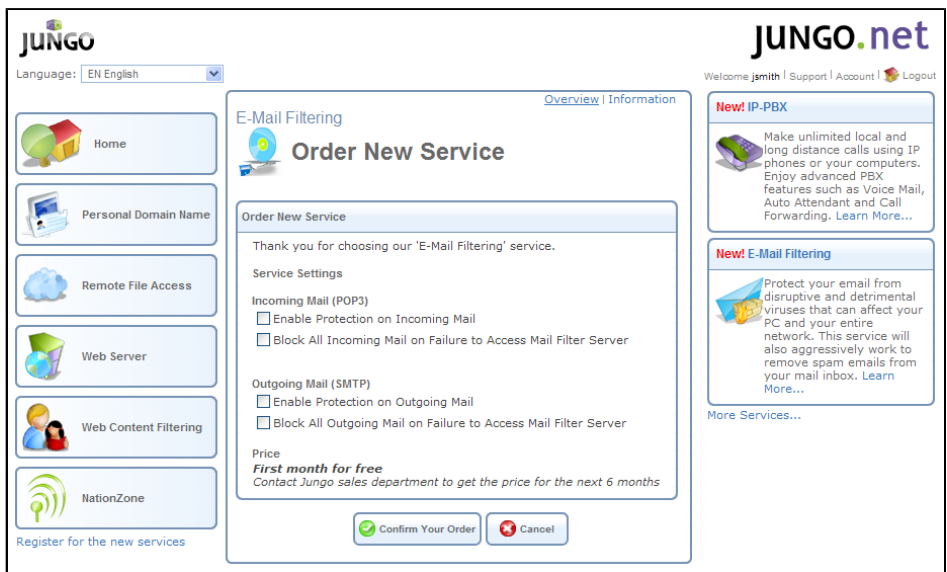 JUNGO
JUNGO.net
Language: EN English
Welcome jsmith | Support | Account | Logout
Home
Personal Domain Name
Remote File Access
Web Server
Web Content Filtering
NationZone
Register for the new services
Overview | Information
E-Mail Filtering
Order New Service
Order New Service
Thank you for choosing our 'E-Mail Filtering' service.
Service Settings
Incoming Mail (POP3)
Enable Protection on Incoming Mail
Block All Incoming Mail on Failure to Access Mail Filter Server
Outgoing Mail (SMTP)
Enable Protection on Outgoing Mail
Block All Outgoing Mail on Failure to Access Mail Filter Server
Price
First month for free
Contact Jungo sales department to get the price for the next 6 months
Confirm Your Order
Cancel
New! IP-PBX
Make unlimited local and
long distance calls using IP
phones or your computers.
Enjoy advanced PBX
features such as Voice Mail,
Auto Attendant and Call
Forwarding. Learn More...
New! E-Mail Filtering
Protect your email from
disruptive and detrimental
viruses that can affect your
PC and your entire
network. This service will
also aggressively work to
remove spam emails from
your mail inbox. Learn
More...
More Services...